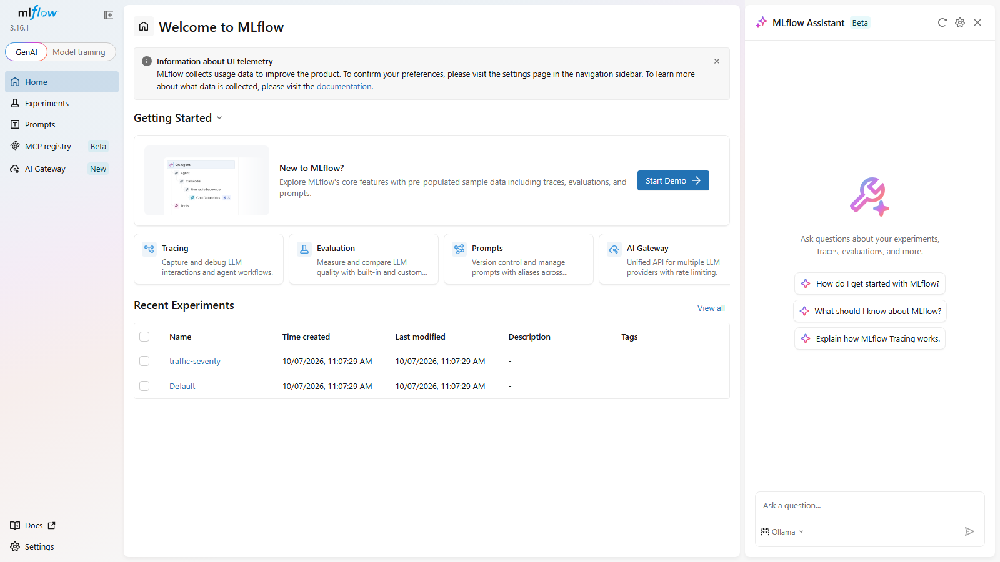 mlflow
3.16.1
GenAI
Model training
Home
Experiments
Prompts
MCP registry Beta
AI Gateway New
Docs
Settings
Welcome to MLflow
Information about UI telemetry
MLflow collects usage data to improve the product. To confirm your preferences, please visit the settings page in the navigation sidebar. To learn more
about what data is collected, please visit the documentation.
Getting Started
QA Agent
Agent
CallModel
RunnableSequence
ChatDatabricks 3
Tools
New to MLflow?
Explore MLflow's core features with pre-populated sample data including traces, evaluations, and
prompts.
Start Demo
Tracing
Capture and debug LLM
interactions and agent workflows.
Evaluation
Measure and compare LLM
quality with built-in and custom...
Prompts
Version control and manage
prompts with aliases across...
AI Gateway
Unified API for multiple LLM
providers with rate limiting.
Recent Experiments
View all
Name Time created Last modified Description Tags
traffic-severity 10/07/2026, 11:07:29 AM 10/07/2026, 11:07:29 AM -
Default 10/07/2026, 11:07:29 AM 10/07/2026, 11:07:29 AM -
MLflow Assistant Beta
Ask questions about your experiments,
traces, evaluations, and more.
How do I get started with MLflow?
What should I know about MLflow?
Explain how MLflow Tracing works.
Ask a question...
Ollama